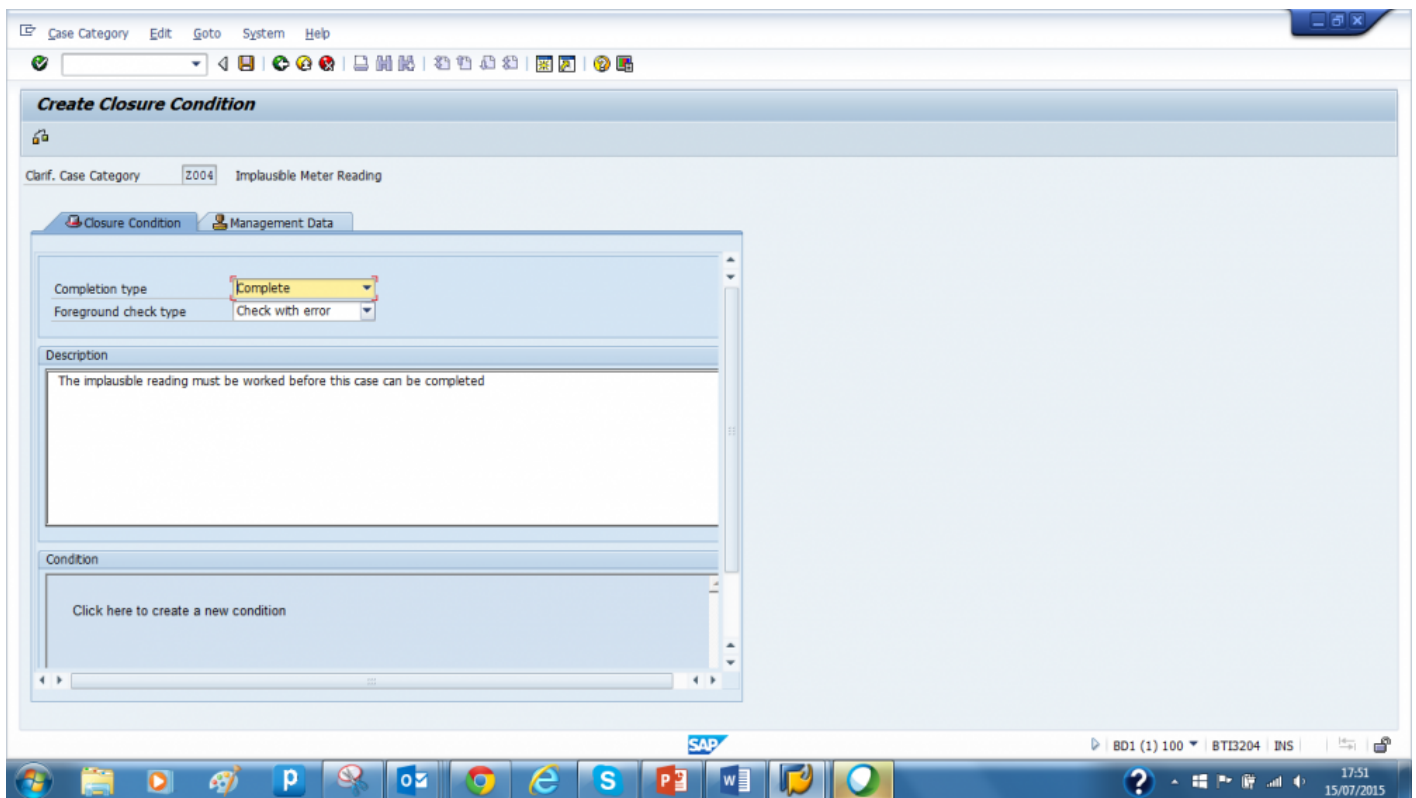 Case Category Edit Goto System Help
Create Closure Condition
Clarif. Case Category Z004 Implausible Meter Reading
Closure Condition Management Data
Completion type Complete
Foreground check type Check with error
Description
The implausible reading must be worked before this case can be completed
Condition
Click here to create a new condition
SAP BD1 (1) 100 BTI3204 INS
17:51
15/07/2015